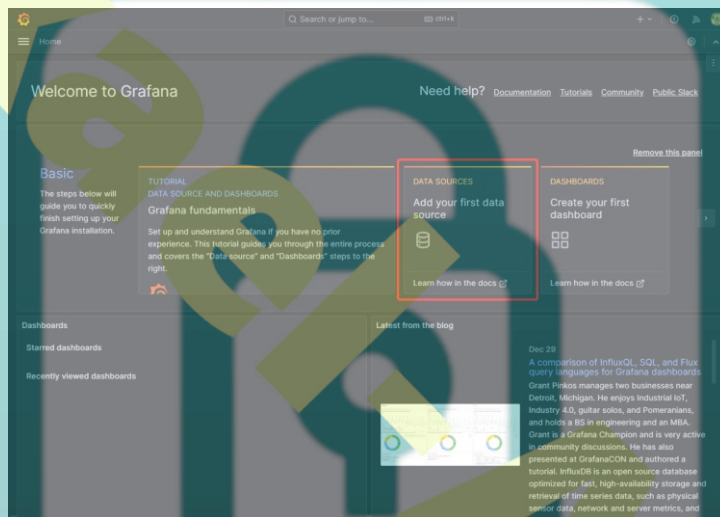 Search or jump to...
ctrl+k
Home
Welcome to Grafana
Need help?
Documentation
Tutorials
Community
Public Slack
Remove this panel
Basic
The steps below will
guide you to quickly
finish setting up your
Grafana installation.
TUTORIAL
DATA SOURCE AND DASHBOARDS
Grafana fundamentals
Set up and understand Grafana if you have no prior
experience. This tutorial guides you through the entire process
and covers the "Data source" and "Dashboards" steps to the
right.
DATA SOURCES
Add your first data
source
Learn how in the docs
DASHBOARDS
Create your first
dashboard
Learn how in the docs
Dashboards
Starred dashboards
Recently viewed dashboards
Latest from the blog
Dec 29
A comparison of InfluxQL, SQL, and Flux
query languages for Grafana dashboards
Grant Pinkos manages two businesses near
Detroit, Michigan. He enjoys Industrial IoT,
Industry 4.0, guitar solos, and Pomeranians,
and holds a BS in engineering and an MBA.
Grant is a Grafana Champion and is very active
in community discussions. He has also
presented at GrafanaCON and authored a
tutorial. InfluxDB is an open source database
optimized for fast, high-availability storage and
retrieval of time series data, such as physical
sensor data, network and server metrics, and